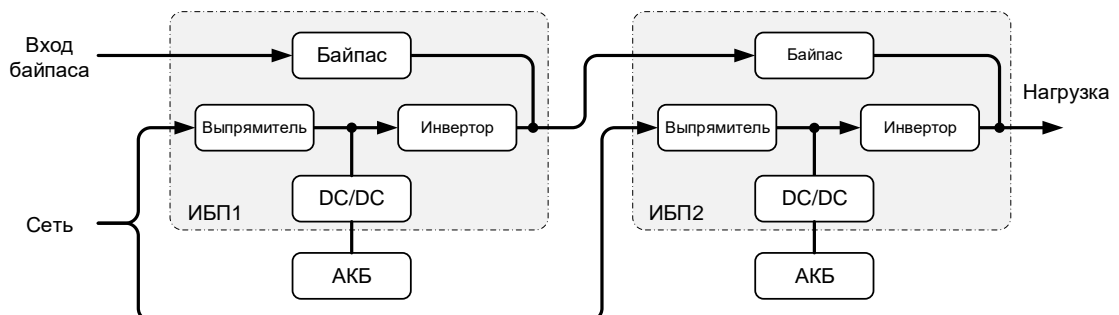 Вход
байпаса
Байпас
Байпас
Нагрузка
Выпрямитель
Инвертор
Выпрямитель
Инвертор
DC/DC
DC/DC
ИБП1
ИБП2
Сеть
АКБ
АКБ